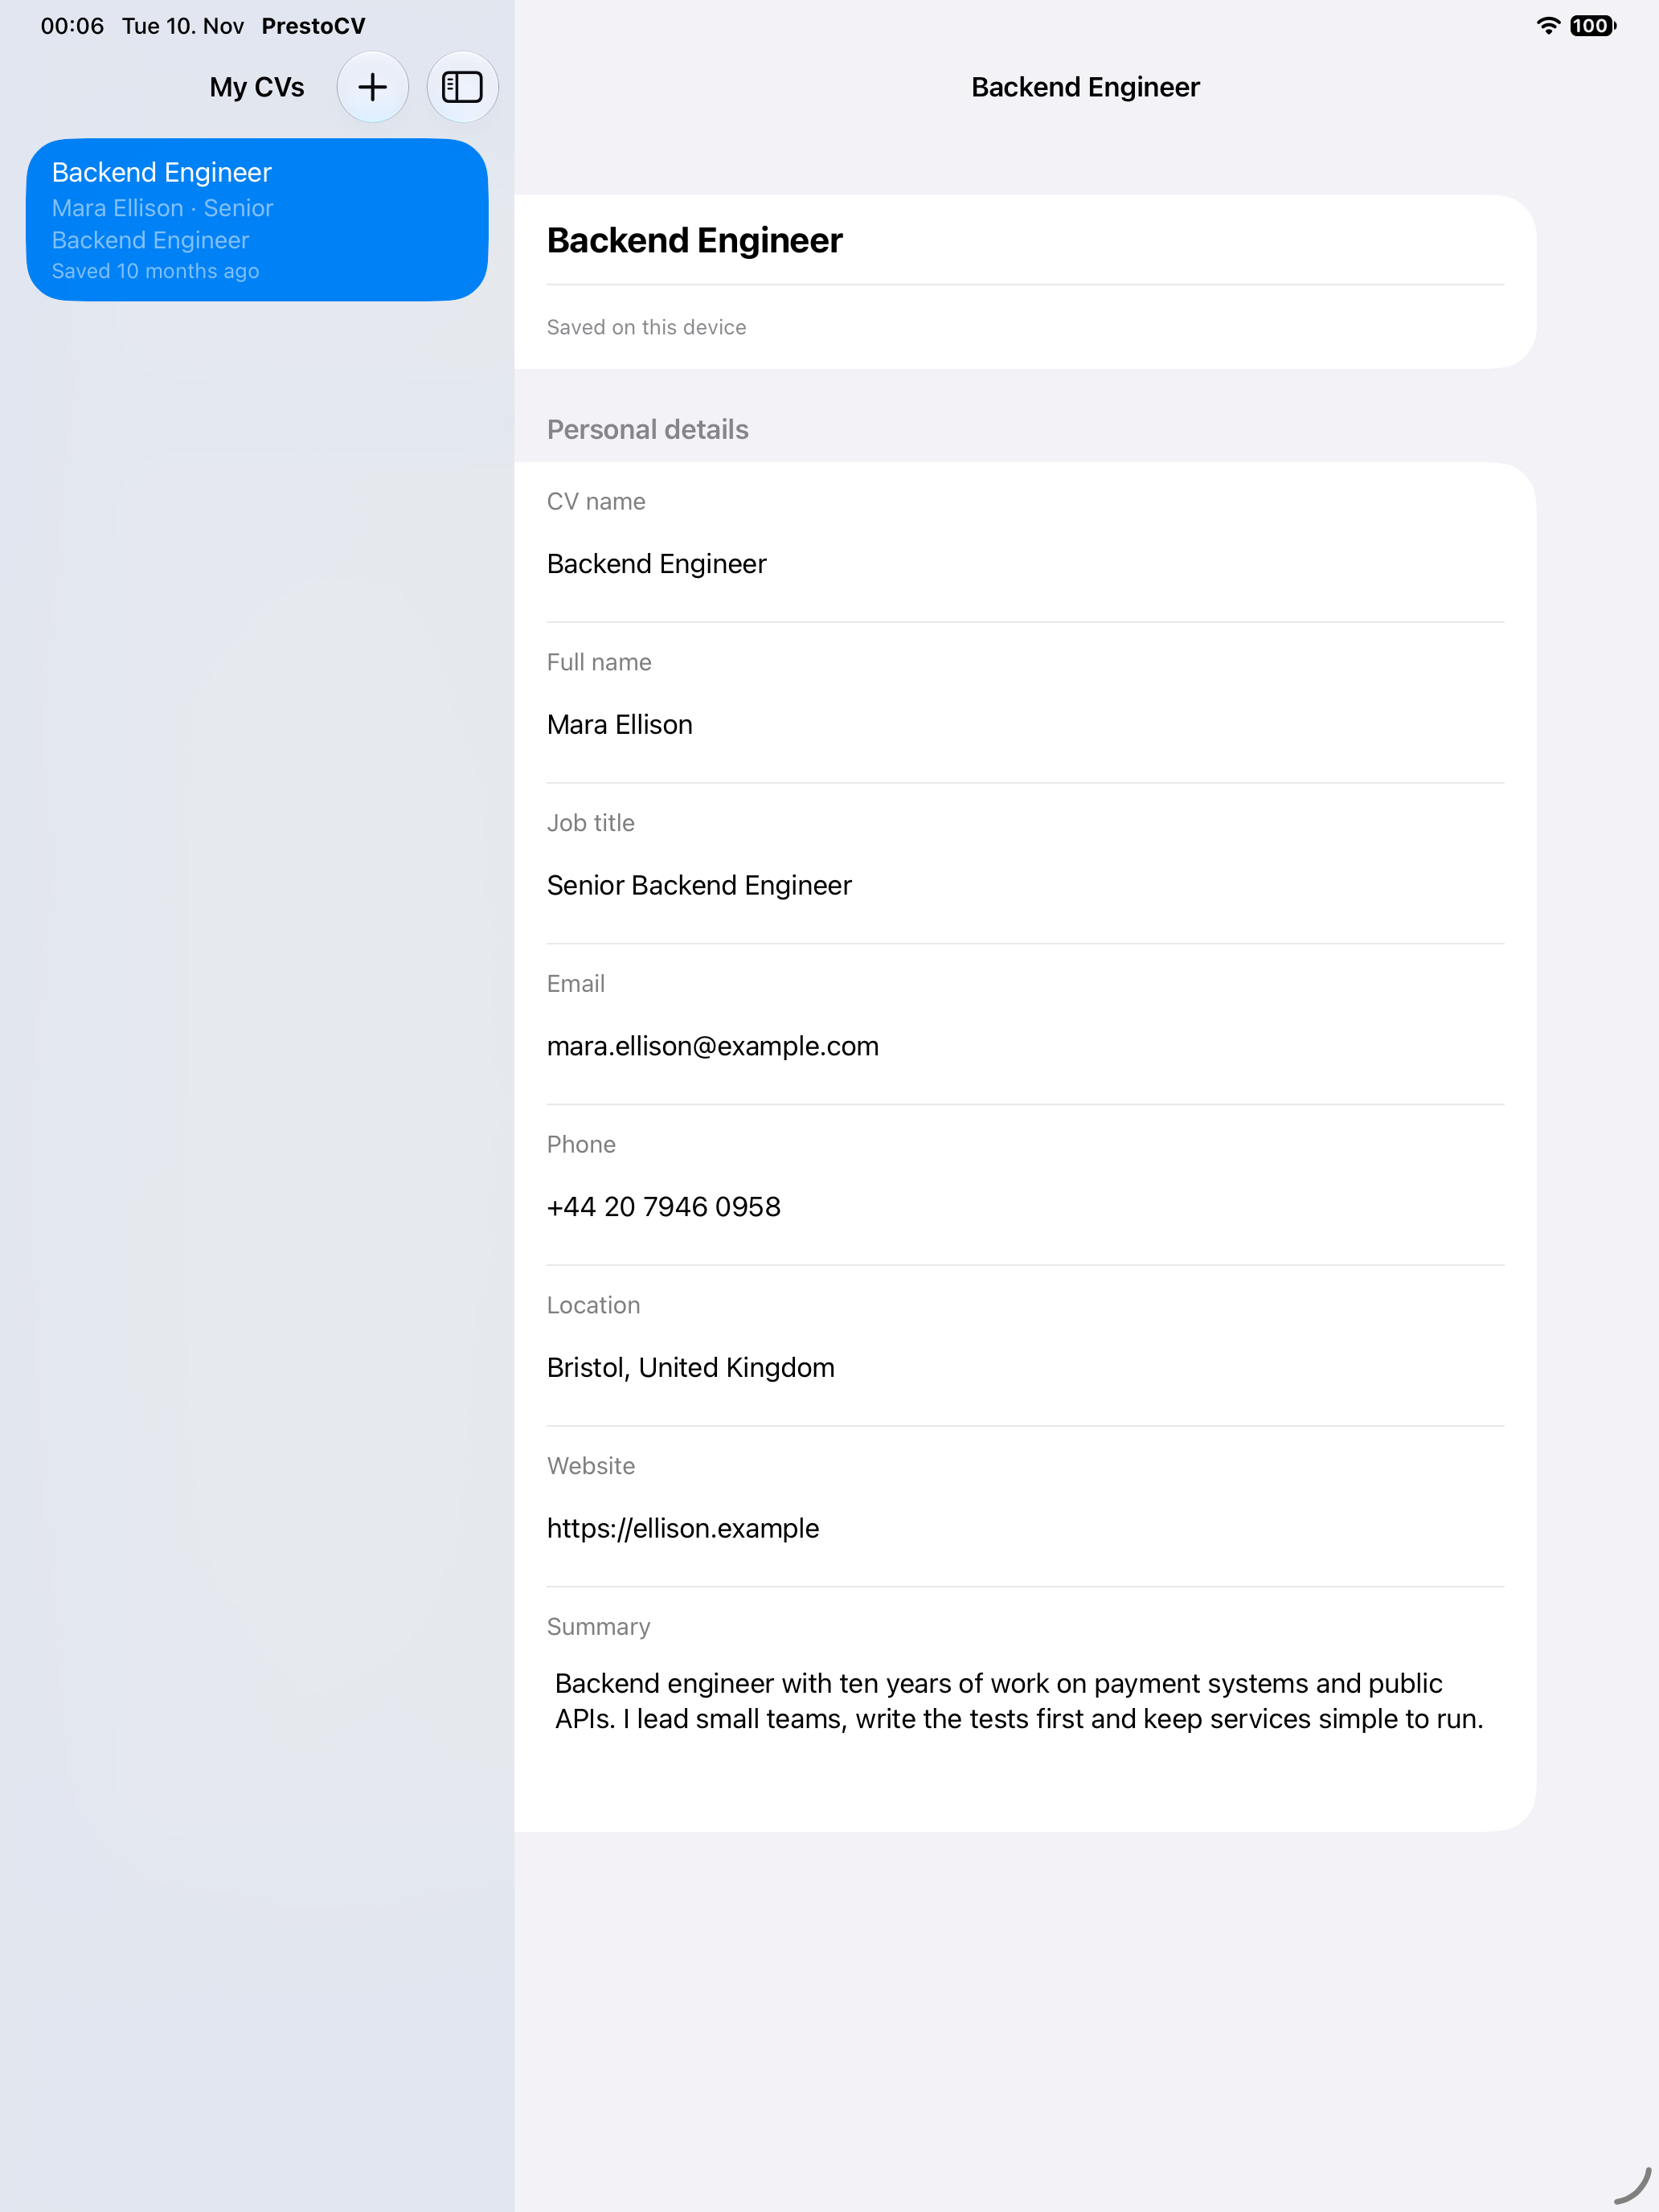 00:06 Tue 10. Nov PrestoCV
100
My CVs
Backend Engineer
Mara Ellison · Senior
Backend Engineer
Saved 10 months ago
Backend Engineer
Backend Engineer
Saved on this device
Personal details
CV name
Backend Engineer
Full name
Mara Ellison
Job title
Senior Backend Engineer
Email
mara.ellison@example.com
Phone
+44 20 7946 0958
Location
Bristol, United Kingdom
Website
https://ellison.example
Summary
Backend engineer with ten years of work on payment systems and public
APIs. I lead small teams, write the tests first and keep services simple to run.